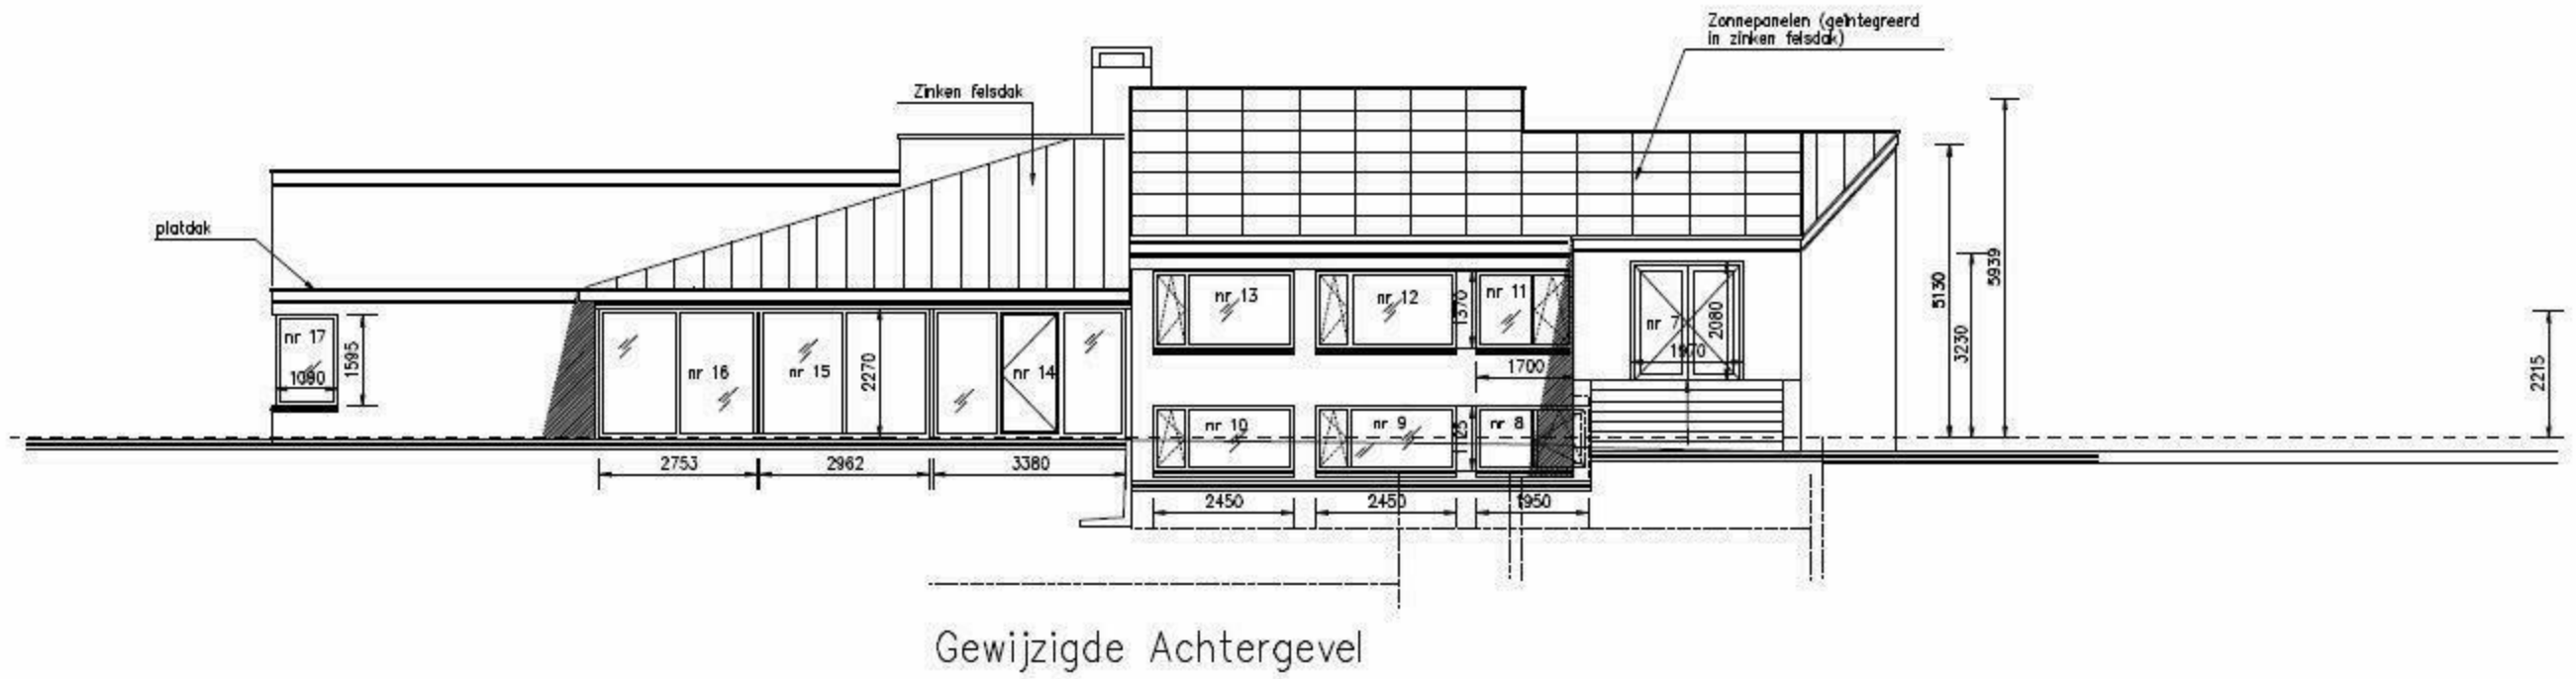 Zonnepanelen (geïntegreerd
in zinken felsdak)
Zinken felsdak
platdak
nr 17
1595
1090
nr 16
nr 15
2270
nr 14
nr 13
nr 12
1370
nr 11
nr 7
2080
1970
1700
nr 10
nr 9
1125
nr 8
5130
3230
5939
2215
2753
2962
3380
2450
2450
1950
Gewijzigde Achtergevel